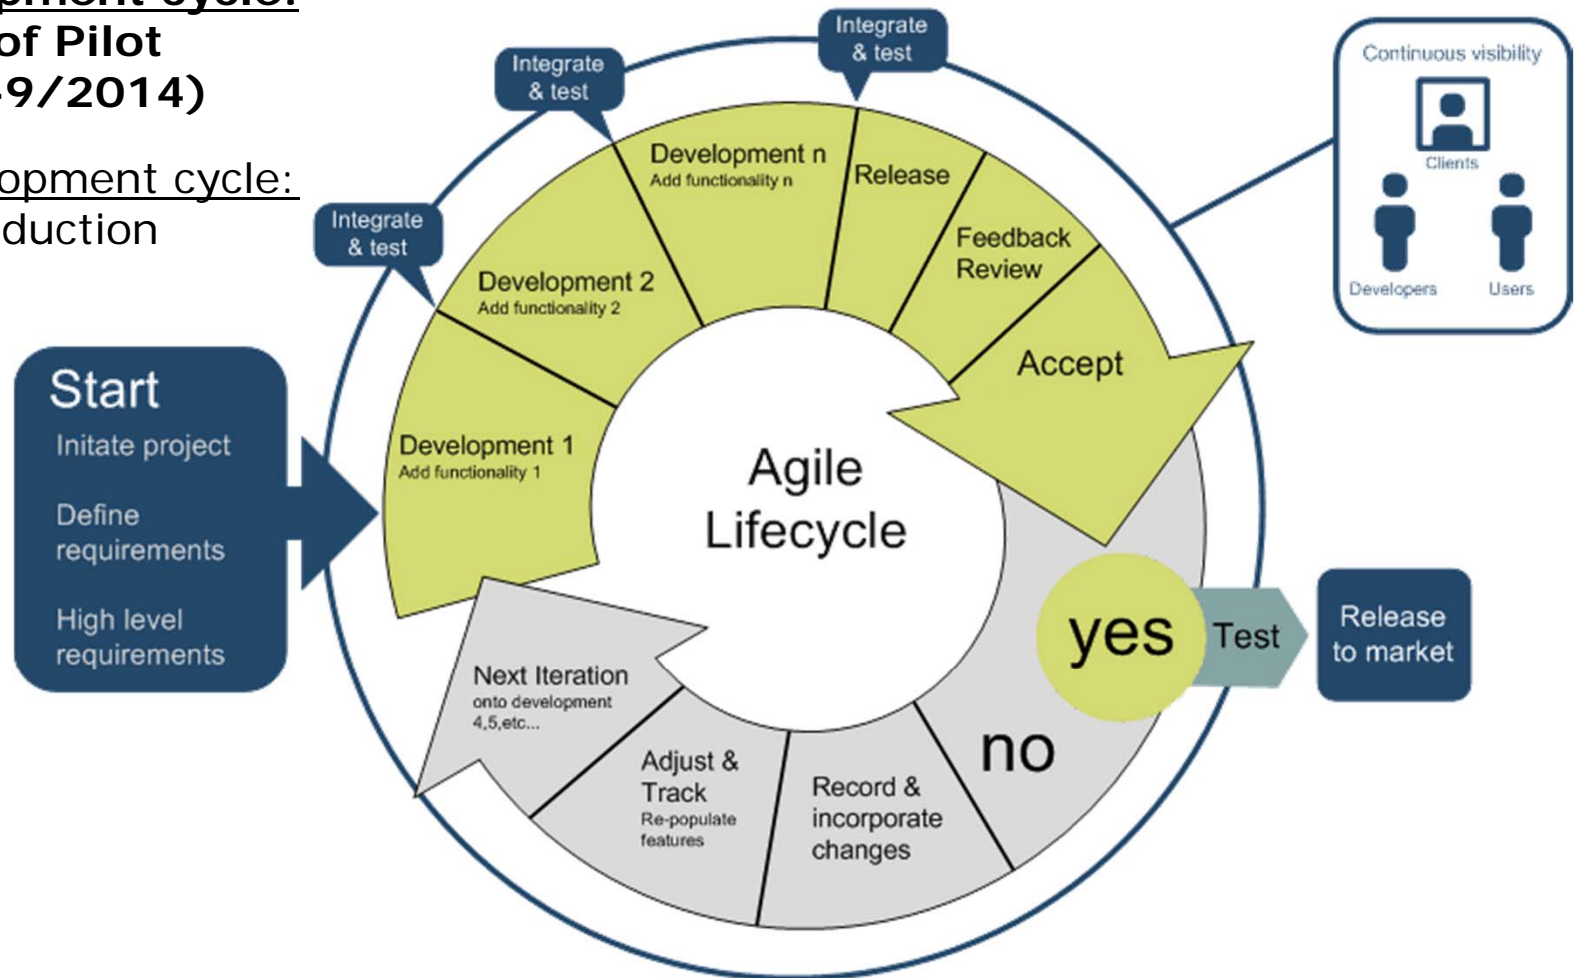 of Pilot
9/2014)
cycle:
duction
Integrate
& test
Integrate
& test
Integrate
& test
Continuous visibility
Clients
Developers
Users
Start
Initate project
Define
requirements
High level
requirements
Development 1
Add functionality 1
Development 2
Add functionality 2
Development n
Add functionality n
Release
Feedback
Review
Accept
Agile
Lifecycle
yes
Test
Release
to market
no
Record &
incorporate
changes
Adjust &
Track
Re-populate
features
Next Iteration
onto development
4,5,etc...